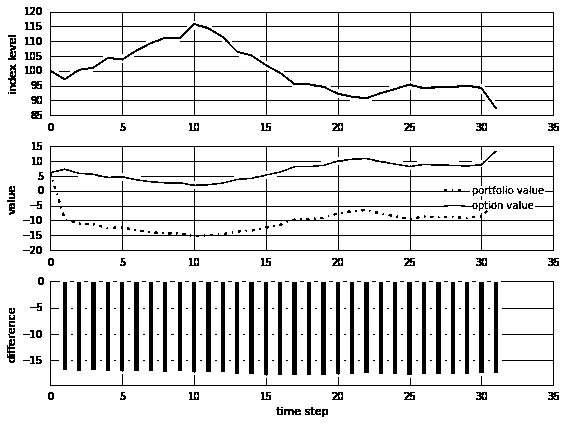 120
115
110
105
100
95
90
85
index level
0 5 10 15 20 25 30 35
15
10
5
0
−5
−10
−15
−20
value
portfolio value
option value
0 5 10 15 20 25 30 35
0
−5
−10
−15
difference
0 5 10 15 20 25 30 35
time step